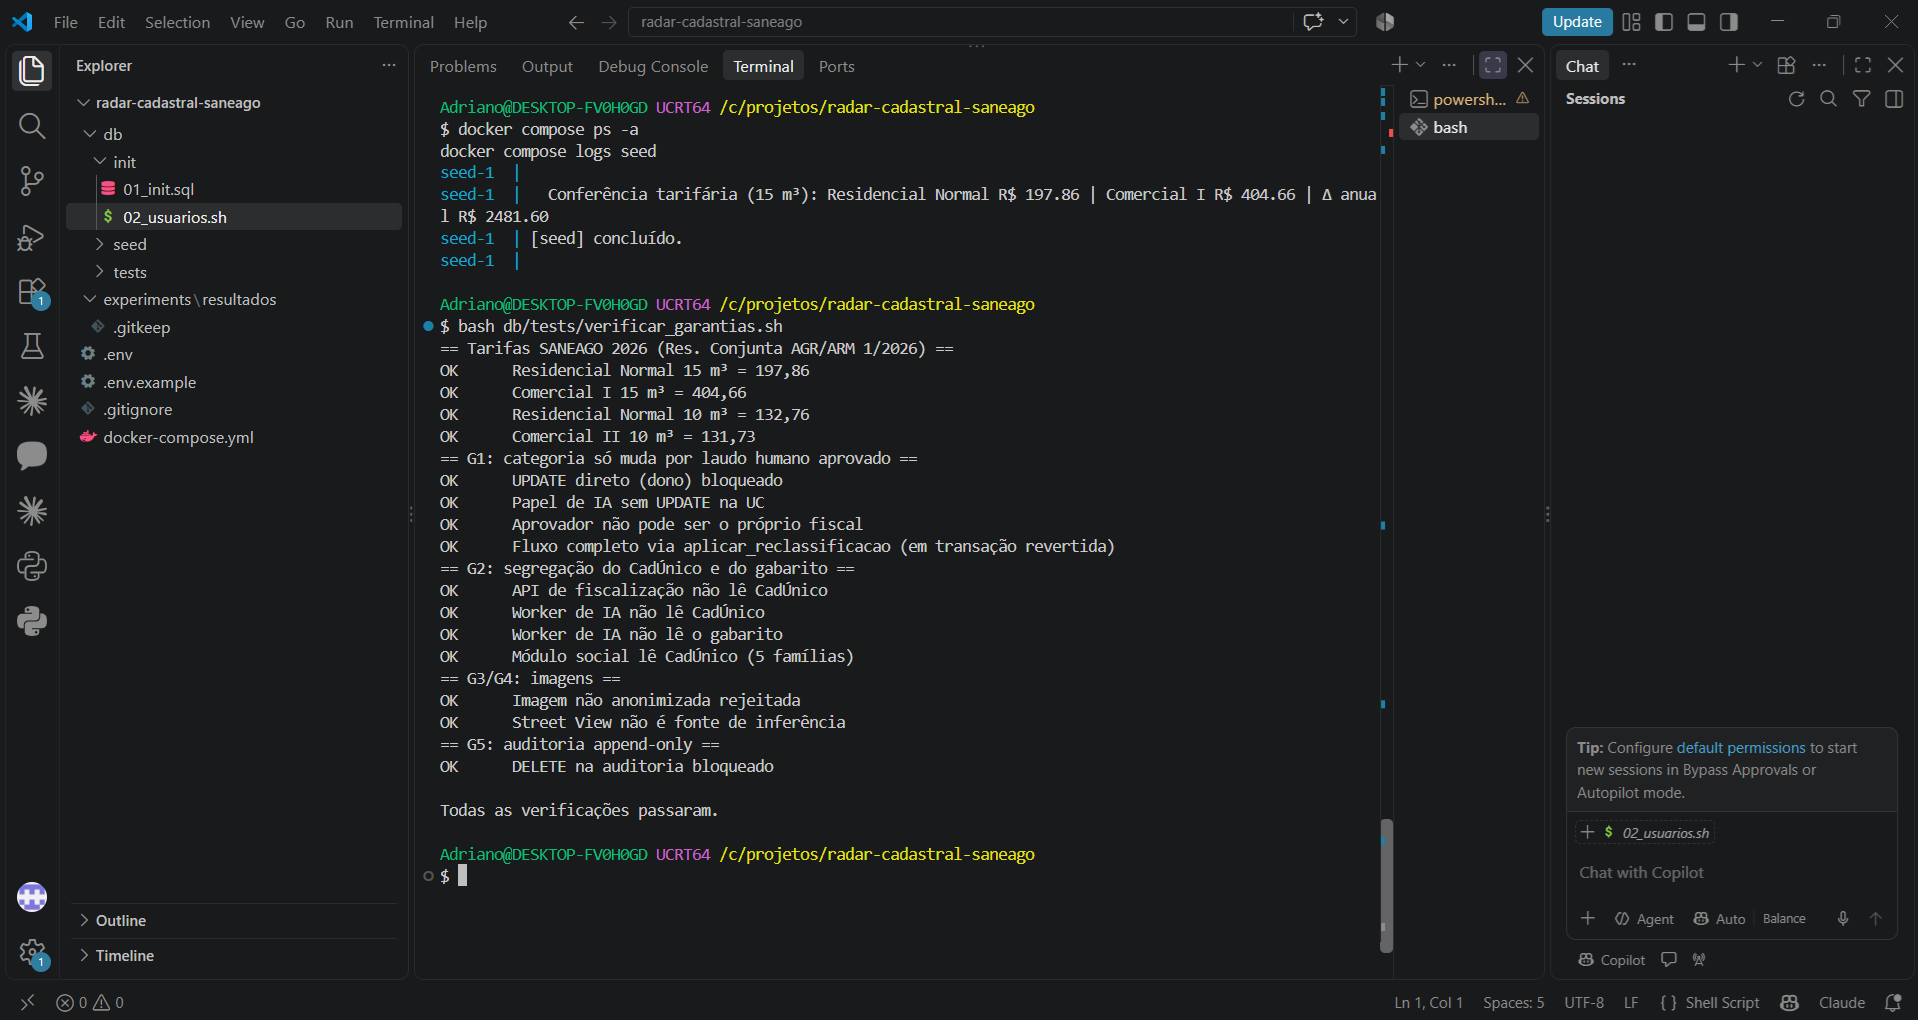 File Edit Selection View Go Run Terminal Help
radar-cadastral-saneago
Update
Explorer
radar-cadastral-saneago
db
init
01_init.sql
$ 02_usuarios.sh
seed
tests
experiments\resultados
.gitkeep
.env
.env.example
.gitignore
docker-compose.yml
Outline
Timeline
1
1
Problems Output Debug Console Terminal Ports
Adriano@DESKTOP-FV0H0GD UCRT64 /c/projetos/radar-cadastral-saneago
$ docker compose ps -a
docker compose logs seed
seed-1 |
seed-1 | Conferência tarifária (15 m³): Residencial Normal R$ 197.86 | Comercial I R$ 404.66 | Δ anua
l R$ 2481.60
seed-1 | [seed] concluído.
seed-1 |
Adriano@DESKTOP-FV0H0GD UCRT64 /c/projetos/radar-cadastral-saneago
$ bash db/tests/verificar_garantias.sh
== Tarifas SANEAGO 2026 (Res. Conjunta AGR/ARM 1/2026) ==
OK Residencial Normal 15 m³ = 197,86
OK Comercial I 15 m³ = 404,66
OK Residencial Normal 10 m³ = 132,76
OK Comercial II 10 m³ = 131,73
== G1: categoria só muda por laudo humano aprovado ==
OK UPDATE direto (dono) bloqueado
OK Papel de IA sem UPDATE na UC
OK Aprovador não pode ser o próprio fiscal
OK Fluxo completo via aplicar_reclassificacao (em transação revertida)
== G2: segregação do CadÚnico e do gabarito ==
OK API de fiscalização não lê CadÚnico
OK Worker de IA não lê CadÚnico
OK Worker de IA não lê o gabarito
OK Módulo social lê CadÚnico (5 famílias)
== G3/G4: imagens ==
OK Imagem não anonimizada rejeitada
OK Street View não é fonte de inferência
== G5: auditoria append-only ==
OK DELETE na auditoria bloqueado
Todas as verificações passaram.
Adriano@DESKTOP-FV0H0GD UCRT64 /c/projetos/radar-cadastral-saneago
$
powersh...
bash
Chat
Sessions
Tip: Configure default permissions to start
new sessions in Bypass Approvals or
Autopilot mode.
$ 02_usuarios.sh
Chat with Copilot
Agent Auto Balance
Copilot
0 0
Ln 1, Col 1 Spaces: 5 UTF-8 LF {} Shell Script Claude